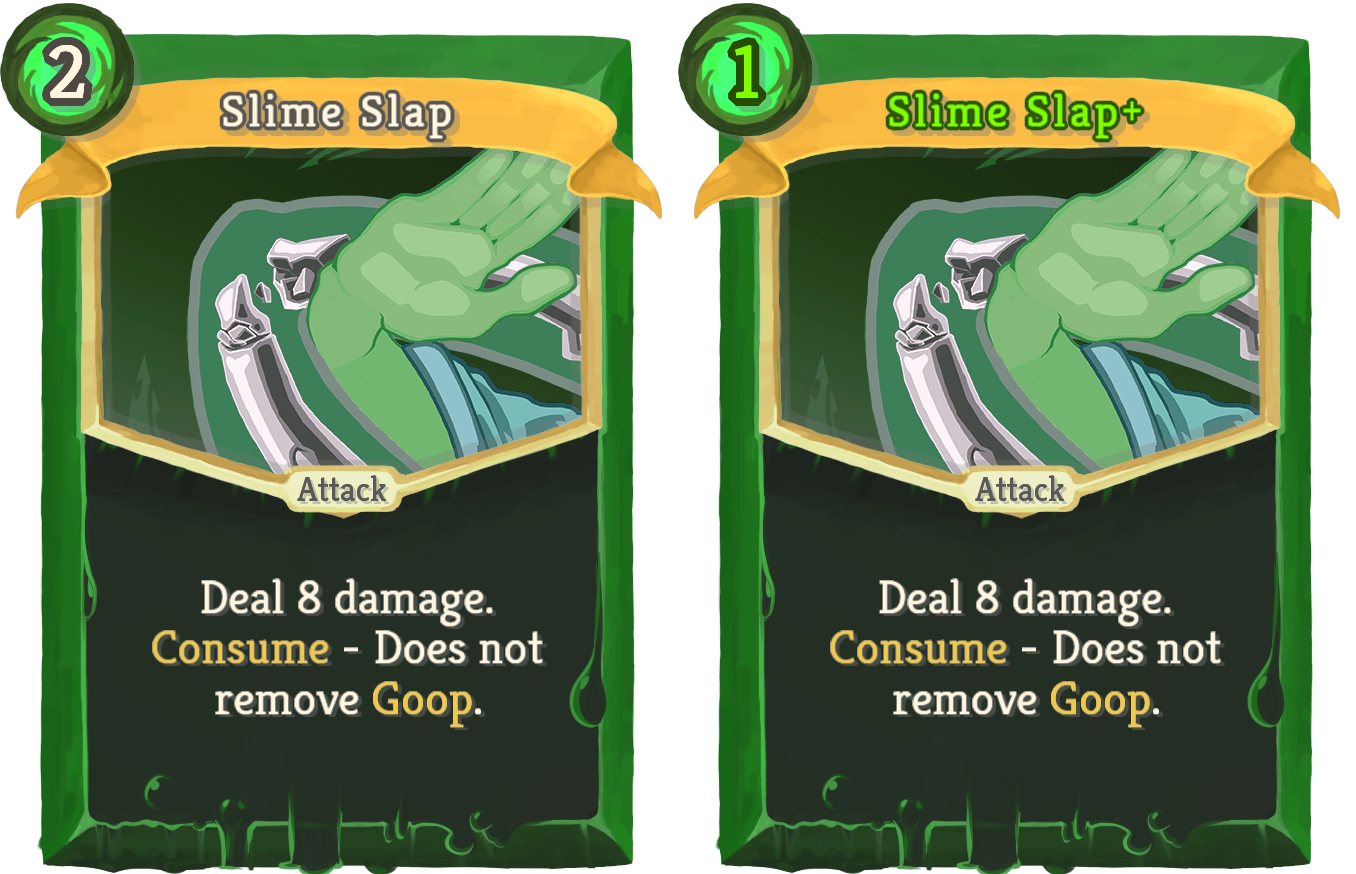 2
Slime Slap
Attack
Deal 8 damage.
Consume - Does not
remove Goop.
1
Slime Slap+
Attack
Deal 8 damage.
Consume - Does not
remove Goop.